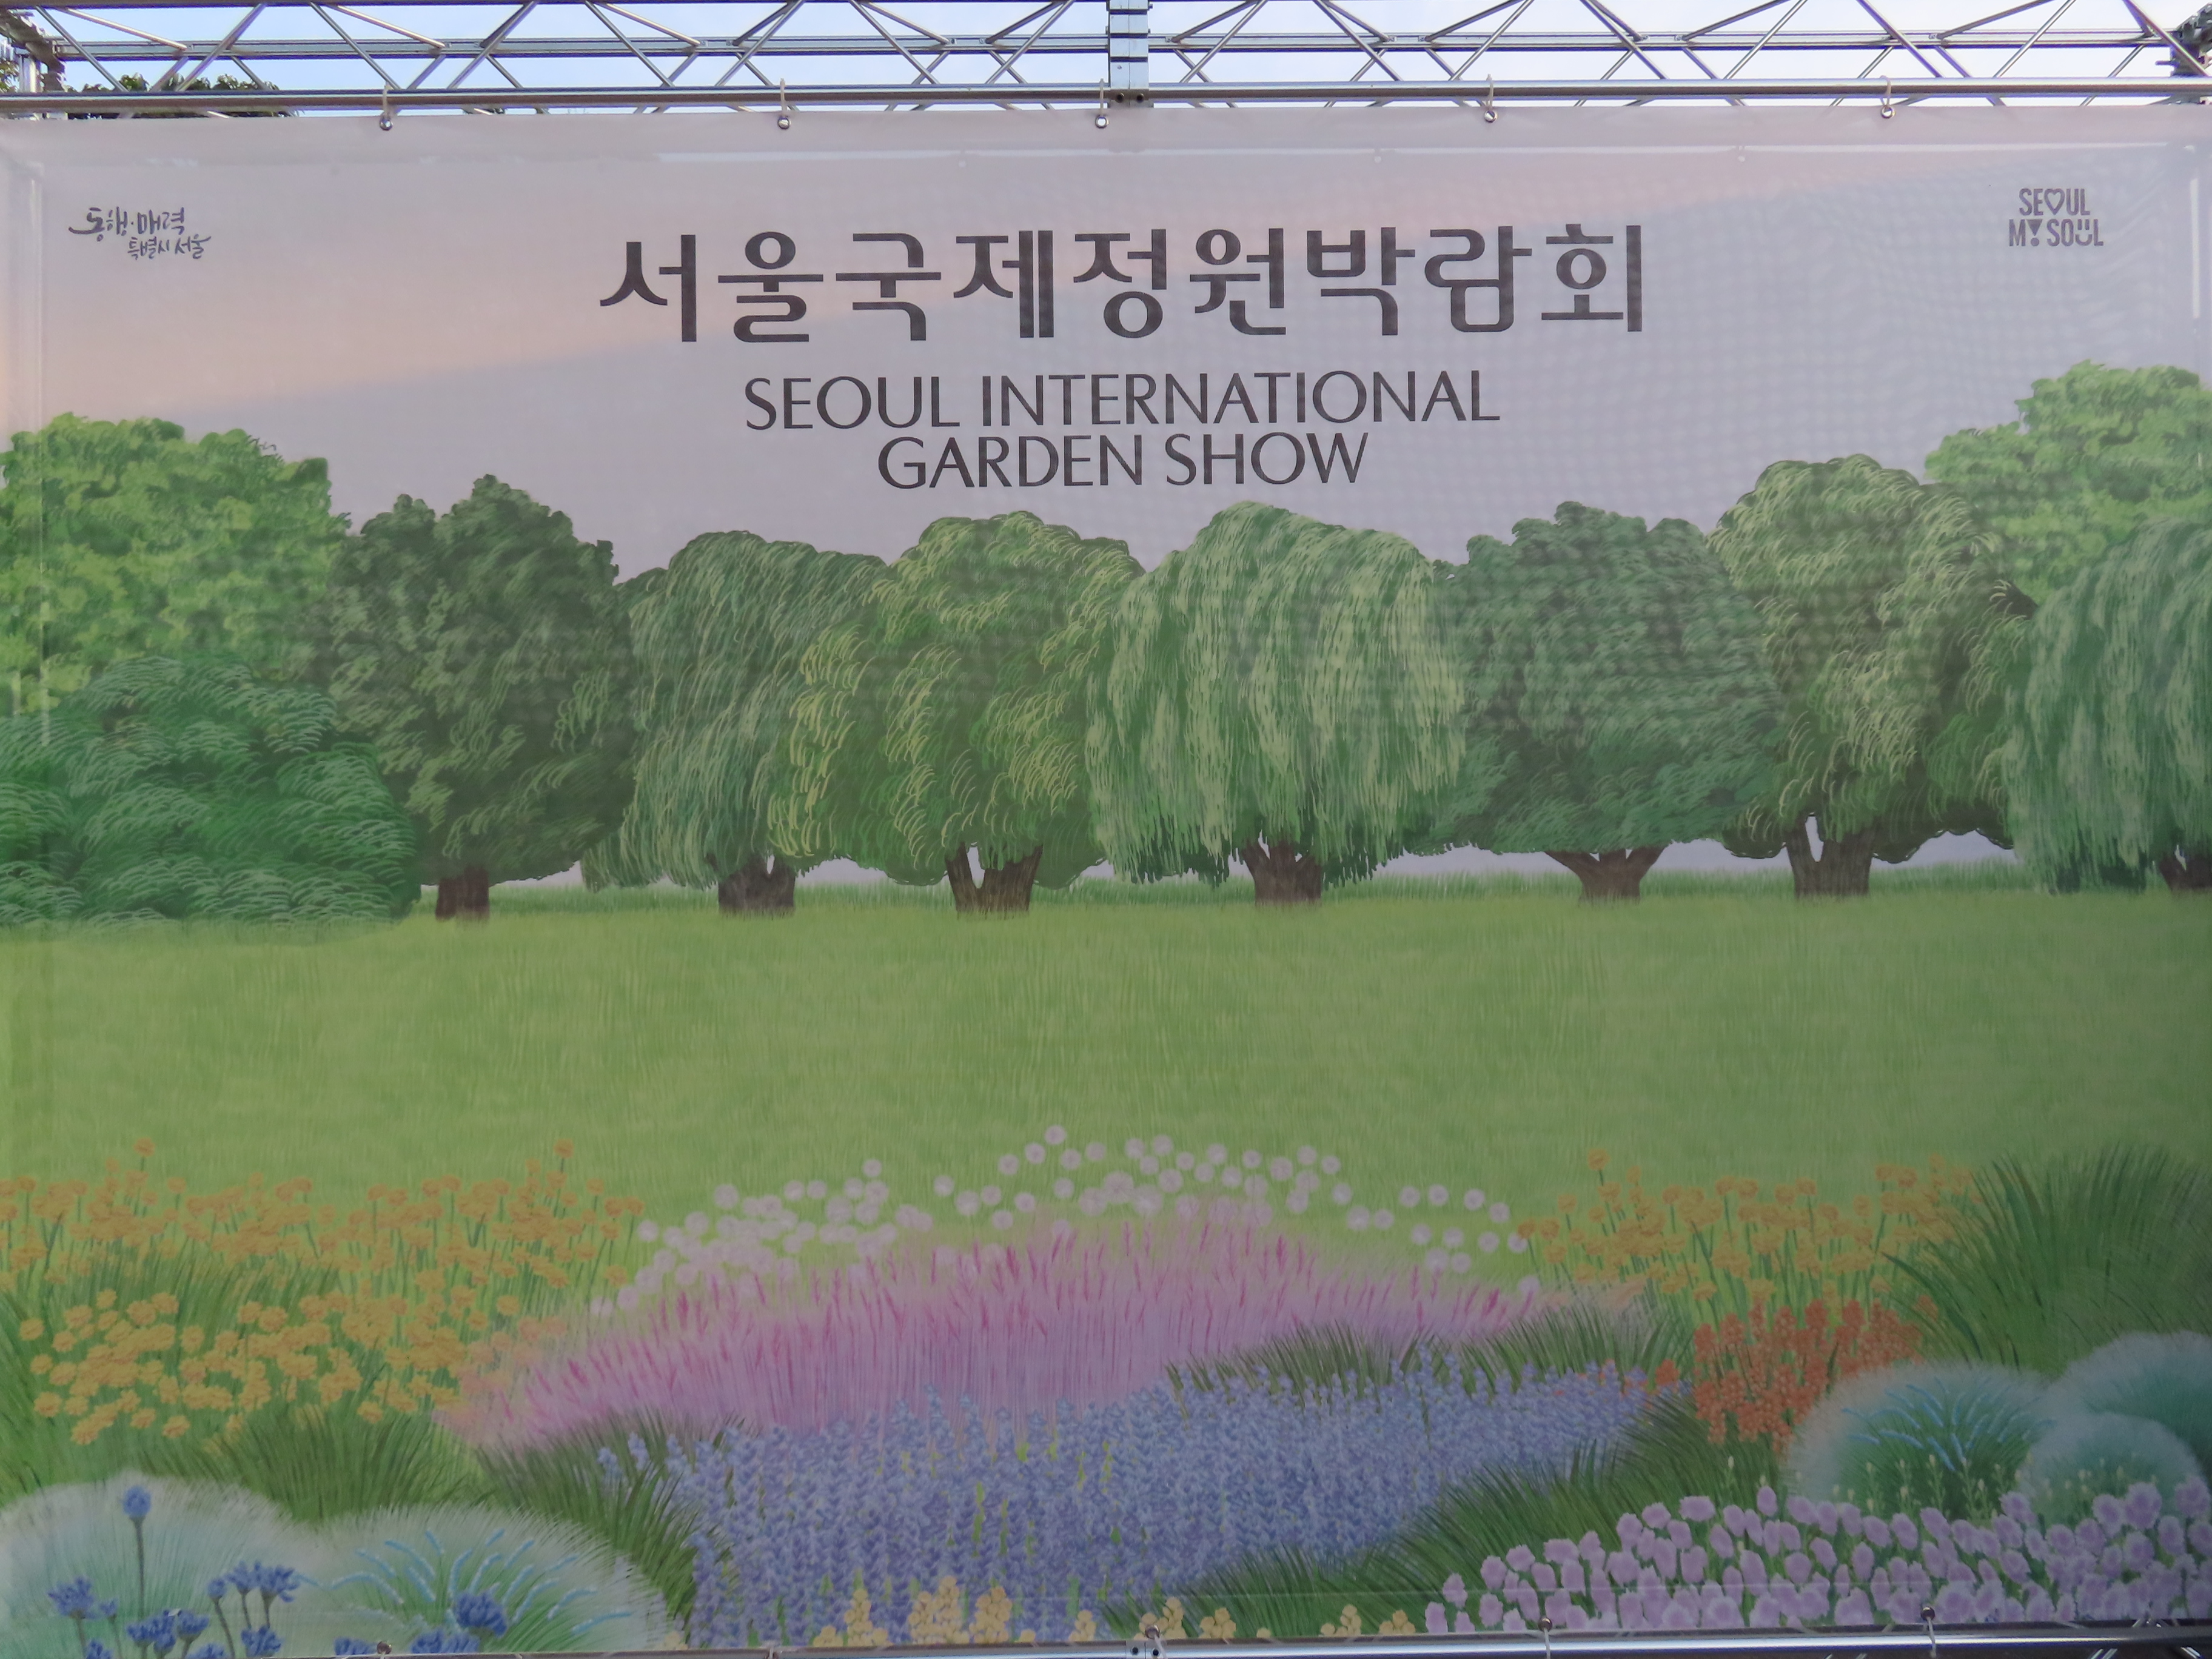 동행·매력
특별시 서울
SEOUL
MY SOUL
서울국제정원박람회
SEOUL INTERNATIONAL
GARDEN SHOW